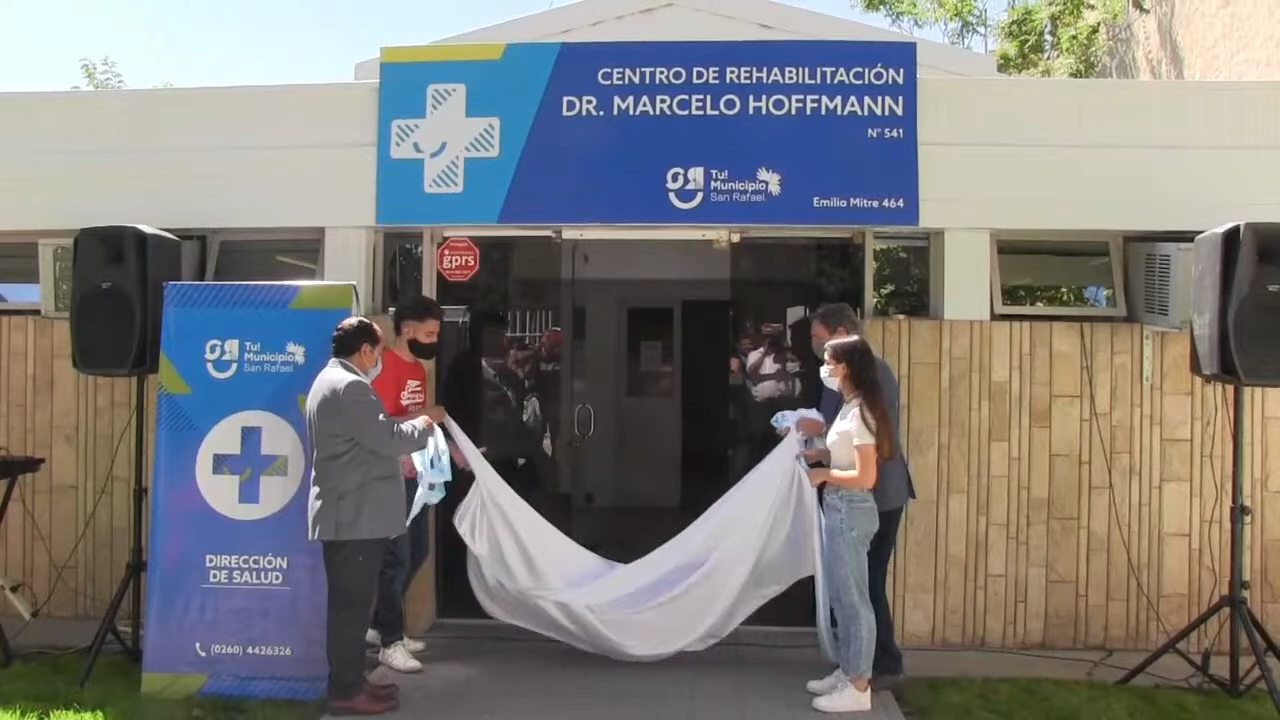 CENTRO DE REHABILITACIÓN
DR. MARCELO HOFFMANN
N° 541
Tu!
Municipio
San Rafael
Emilio Mitre 464
gprs
Tu!
Municipio
San Rafael
DIRECCIÓN
DE SALUD
(0260) 4426326